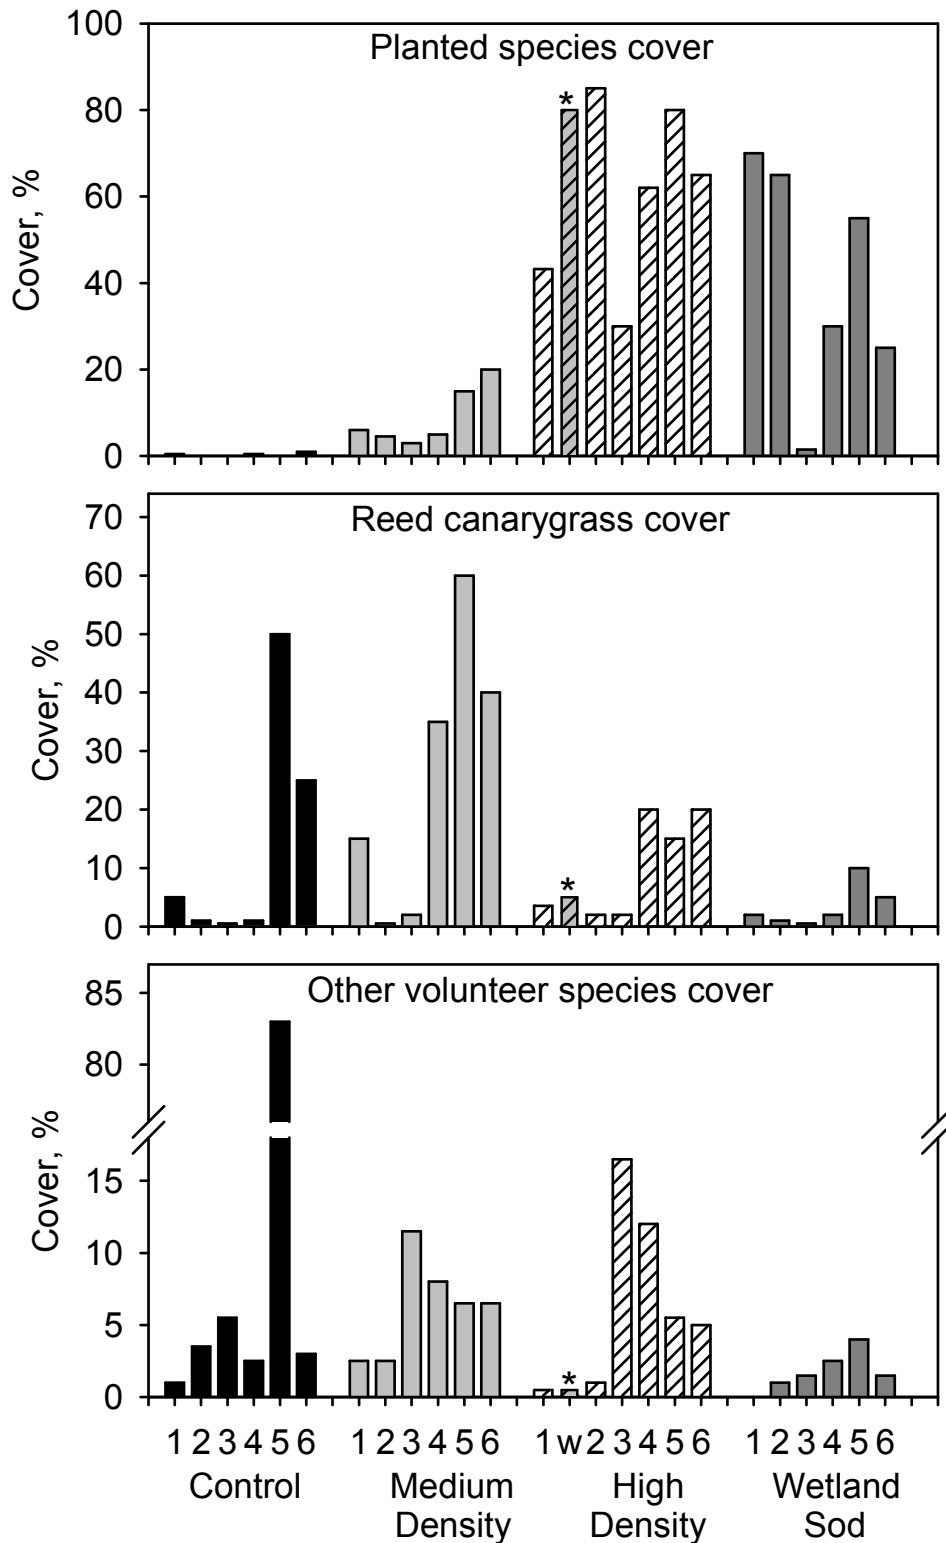 Planted species cover
Cover, %
100
80
60
40
20
0
*
Reed canarygrass cover
Cover, %
70
60
50
40
30
20
10
0
*
Other volunteer species cover
Cover, %
85
80
15
10
5
0
*
1 2 3 4 5 6 1 2 3 4 5 6 1 w 2 3 4 5 6 1 2 3 4 5 6
Control Medium High Wetland
Density Density Sod